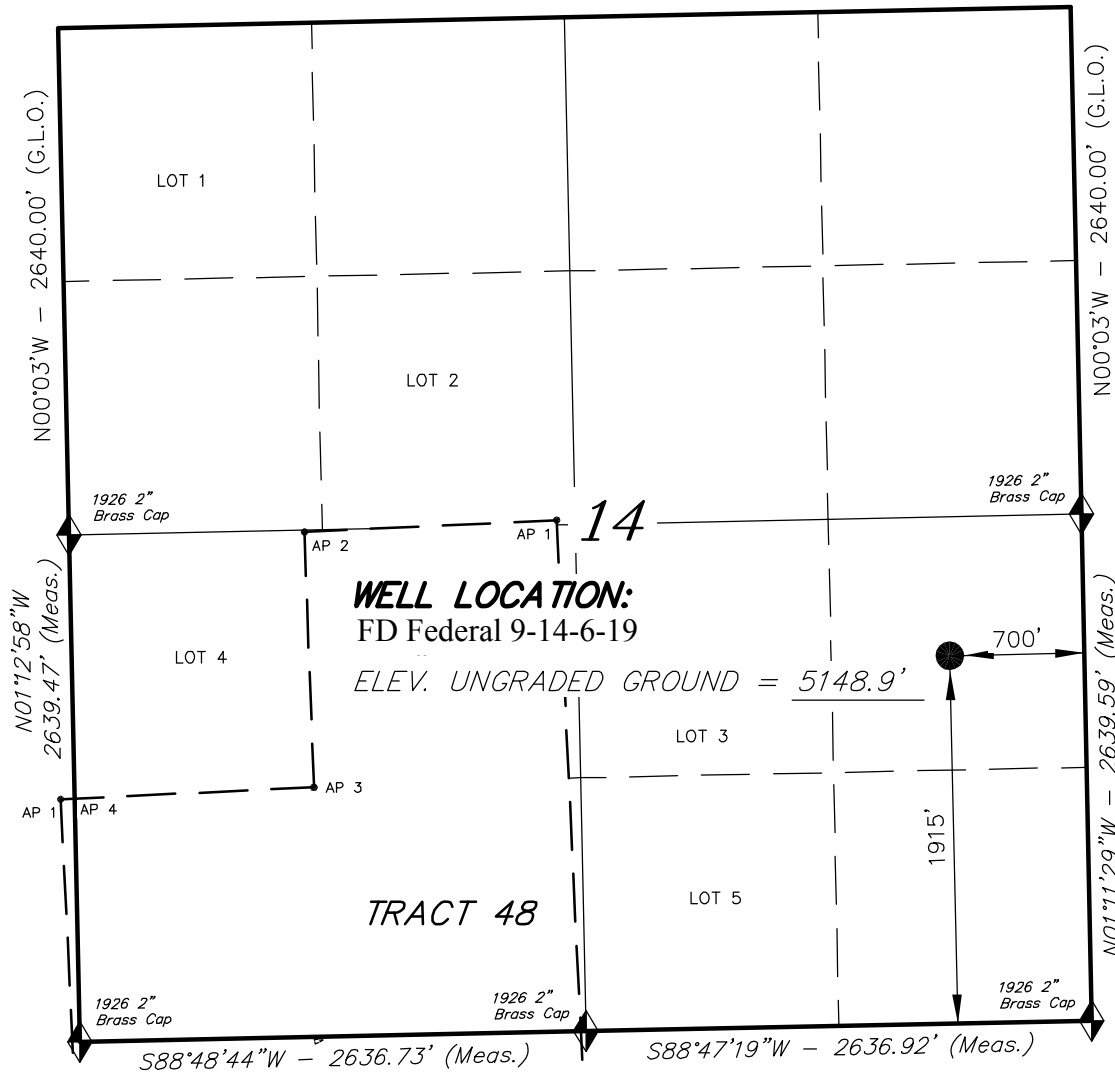 N00°03'W - 2640.00' (G.L.O.)
N00°03'W - 2640.00' (G.L.O.)
LOT 1
LOT 2
1926 2"
Brass Cap
1926 2"
Brass Cap
14
AP 1
AP 2
WELL LOCATION:
FD Federal 9-14-6-19
ELEV. UNGRADED GROUND = 5148.9'
700'
LOT 4
N01°12'58"W
2639.47' (Meas.)
N01°11'29"W - 2639.59' (Meas.)
LOT 3
AP 3
AP 1
AP 4
1915'
LOT 5
TRACT 48
1926 2"
Brass Cap
1926 2"
Brass Cap
1926 2"
Brass Cap
S88°48'44"W - 2636.73' (Meas.)
S88°47'19"W - 2636.92' (Meas.)